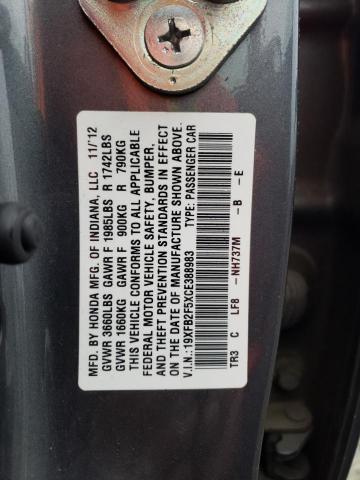 MFD. BY HONDA MFG. OF INDIANA, LLC 11/12
GVWR 3660LBS GAWR F 1985LBS R 1742LBS
GVWR 1660KG GAWR F 900KG R 790KG
THIS VEHICLE CONFORMS TO ALL APPLICABLE
FEDERAL MOTOR VEHICLE SAFETY, BUMPER,
AND THEFT PREVENTION STANDARDS IN EFFECT
ON THE DATE OF MANUFACTURE SHOWN ABOVE.
V.I.N.:19XFB2F5XCE388983 TYPE: PASSENGER CAR
TR3 C LF8 -NH737M -B -E